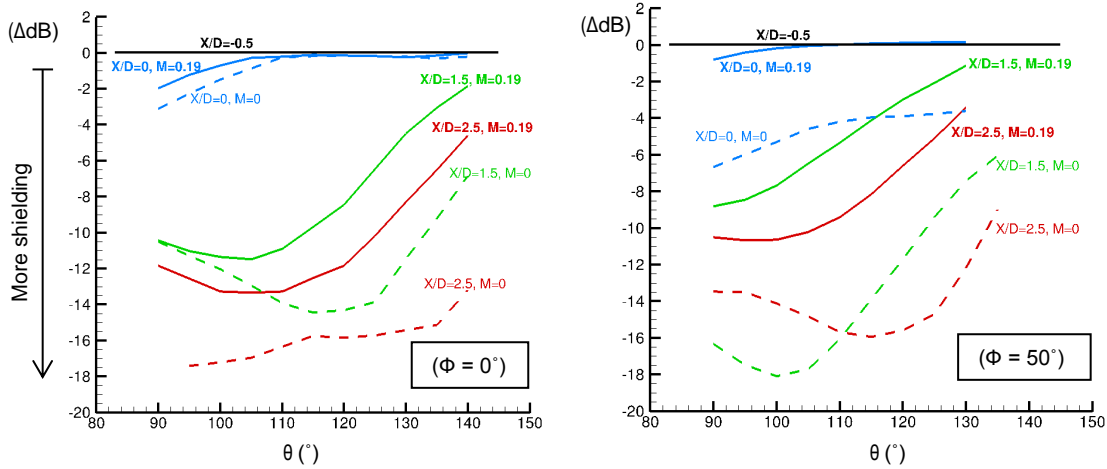 (ΔdB)
2
0
-2
-4
-6
-8
-10
-12
-14
-16
-18
-20
80
90
100
110
120
130
140
150
θ (˚)
More shielding
X/D=-0.5
X/D=0, M=0.19
X/D=0, M=0
X/D=1.5, M=0.19
X/D=2.5, M=0.19
X/D=1.5, M=0
X/D=2.5, M=0
(Φ = 0˚)
(ΔdB)
2
0
-2
-4
-6
-8
-10
-12
-14
-16
-18
-20
80
90
100
110
120
130
140
150
θ (˚)
X/D=-0.5
X/D=0, M=0.19
X/D=1.5, M=0.19
X/D=0, M=0
X/D=2.5, M=0.19
X/D=1.5, M=0
X/D=2.5, M=0
(Φ = 50˚)